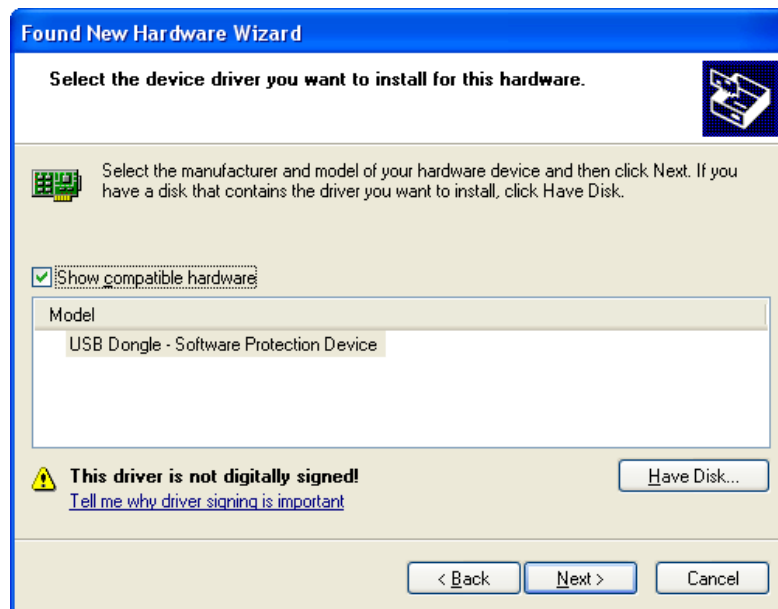 Found New Hardware Wizard
Select the device driver you want to install for this hardware.
Select the manufacturer and model of your hardware device and then click Next. If you
have a disk that contains the driver you want to install, click Have Disk.
Show compatible hardware
Model
USB Dongle - Software Protection Device
This driver is not digitally signed!
Have Disk...
Tell me why driver signing is important
< Back
Next >
Cancel